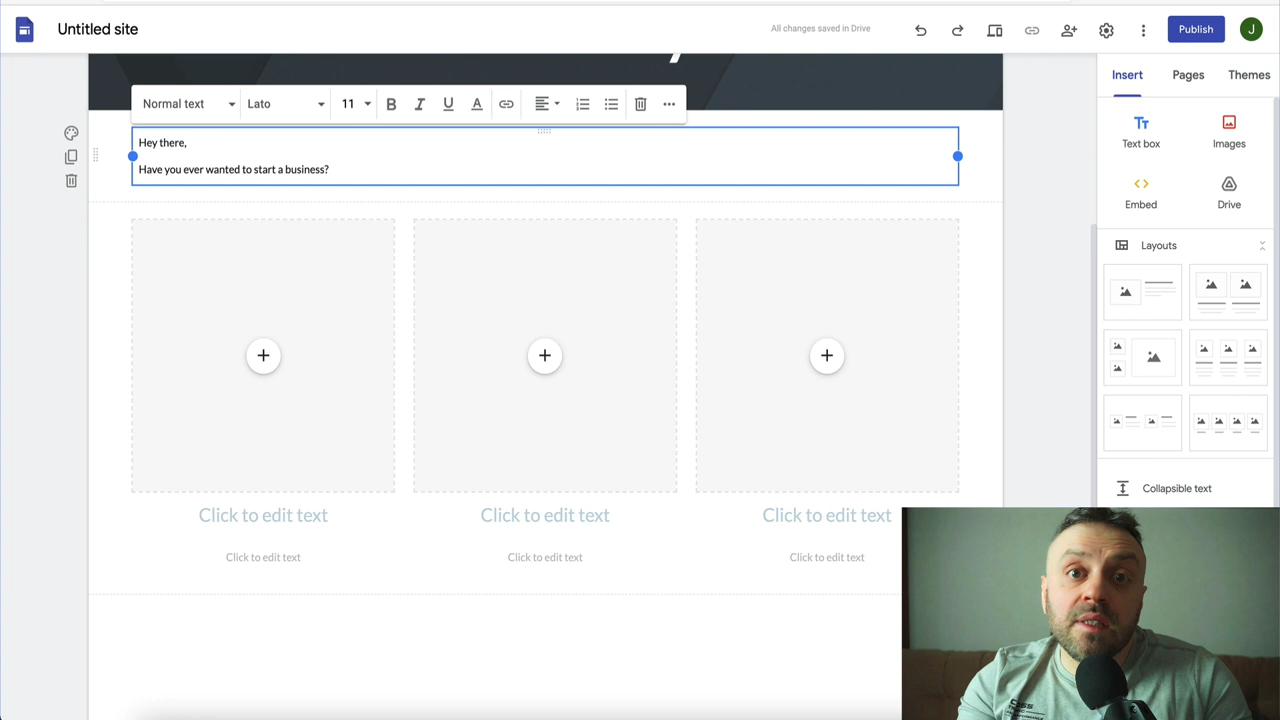 Untitled site
All changes saved in Drive
Publish
J
Insert
Pages
Themes
Normal text
Lato
11
B
I
U
A
Hey there,
Have you ever wanted to start a business?
Text box
Images
Embed
Drive
Layouts
Collapsible text
Click to edit text
Click to edit text
Click to edit text
Click to edit text
Click to edit text
Click to edit text